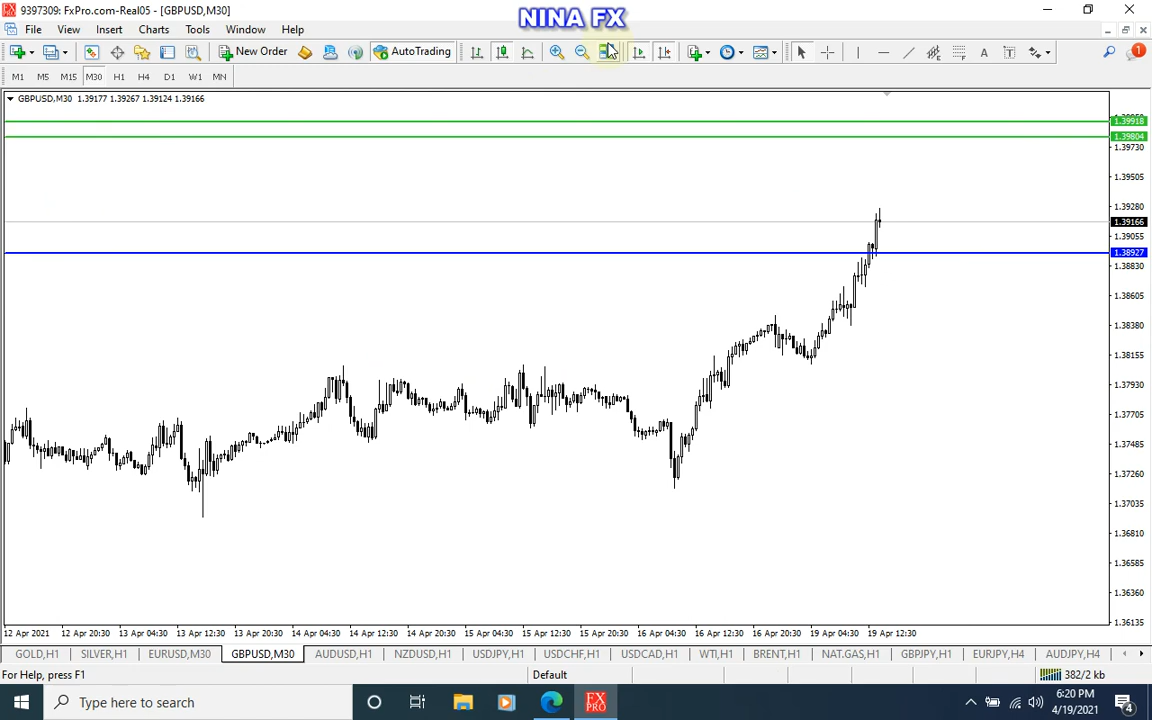 9397309: FxPro.com-Real05 - [GBPUSD,M30]
NINA FX
File View Insert Charts Tools Window Help
New Order AutoTrading A T 1
M1 M5 M15 M30 H1 H4 D1 W1 MN
GBPUSD,M30 1.39177 1.39267 1.39124 1.39166
1.39918
1.39804
1.39730
1.39505
1.39280
1.39166
1.39055
1.38927
1.38830
1.38605
1.38380
1.38155
1.37930
1.37705
1.37485
1.37260
1.37035
1.36810
1.36585
1.36360
1.36135
12 Apr 2021 12 Apr 20:30 13 Apr 04:30 13 Apr 12:30 13 Apr 20:30 14 Apr 04:30 14 Apr 12:30 14 Apr 20:30 15 Apr 04:30 15 Apr 12:30 15 Apr 20:30 16 Apr 04:30 16 Apr 12:30 16 Apr 20:30 19 Apr 04:30 19 Apr 12:30
GOLD,H1 SILVER,H1 EURUSD,M30 GBPUSD,M30 AUDUSD,H1 NZDUSD,H1 USDJPY,H1 USDCHF,H1 USDCAD,H1 WTI,H1 BRENT,H1 NAT.GAS,H1 GBPJPY,H1 EURJPY,H4 AUDJPY,H4
For Help, press F1 Default 382/2 kb
Type here to search FX PRO 6:20 PM
4/19/2021 4